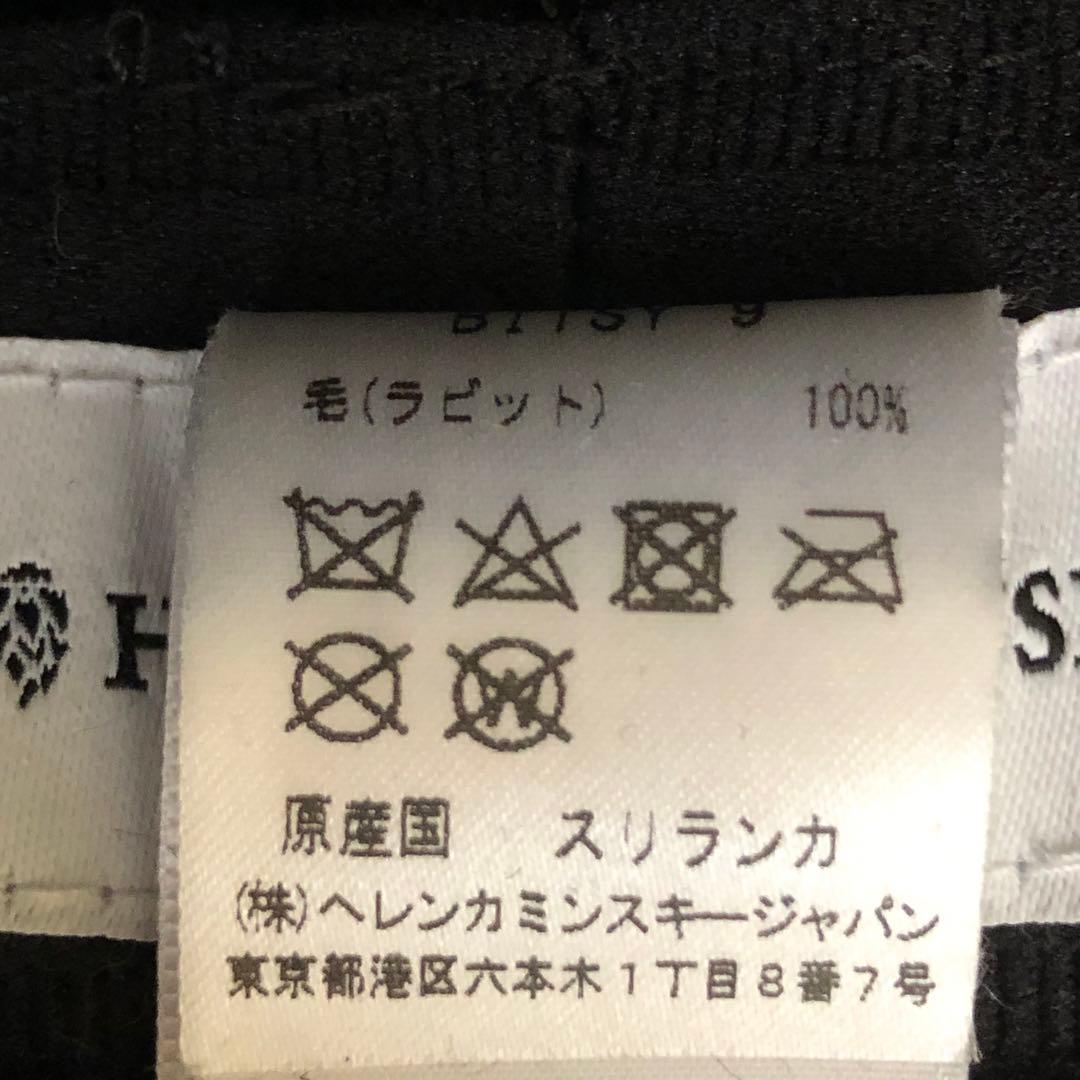 毛(ラビット) 100%
原産国 スリランカ
(株)ヘレンカミンスキージャパン
東京都港区六本木1丁目8番7号